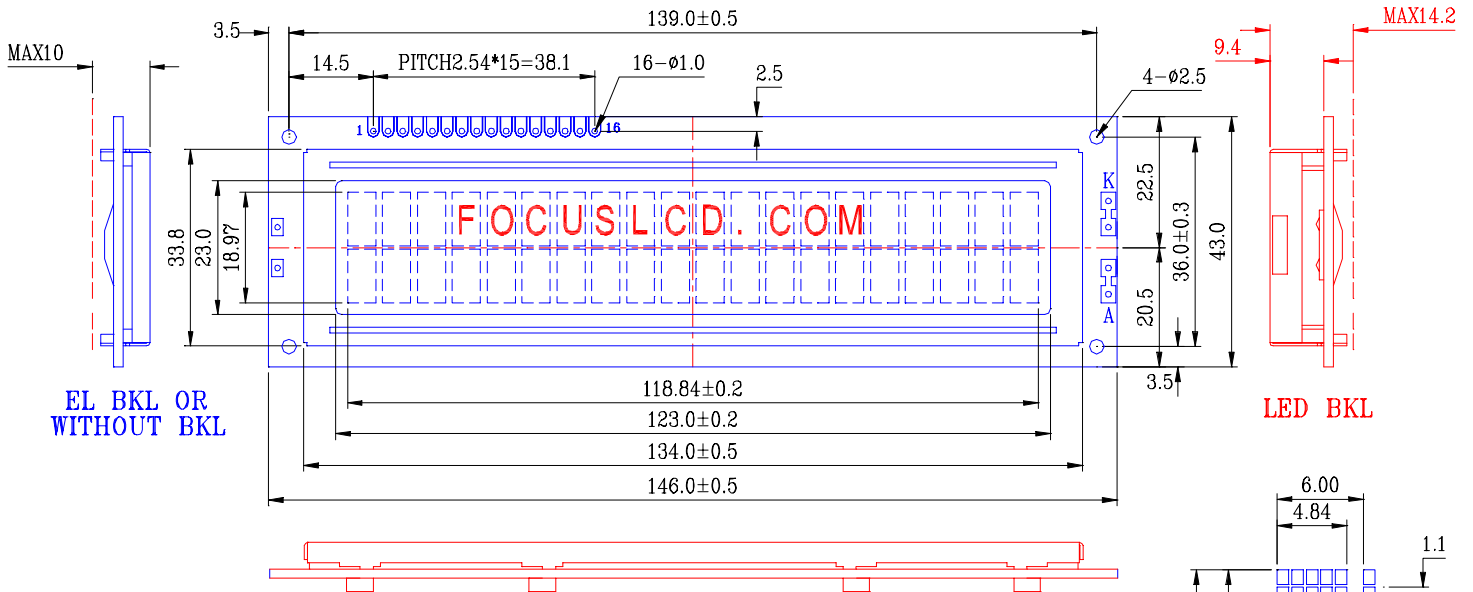 139.0±0.5
3.5
MAX14.2
MAX10
9.4
14.5
PITCH2.54*15=38.1
16-ø1.0
2.5
4-ø2.5
1
16
K
22.5
33.8
23.0
18.97
FOCUSLCD. COM
36.0±0.3
43.0
20.5
A
3.5
118.84±0.2
123.0±0.2
134.0±0.5
146.0±0.5
EL BKL OR
WITHOUT BKL
LED BKL
6.00
4.84
1.1